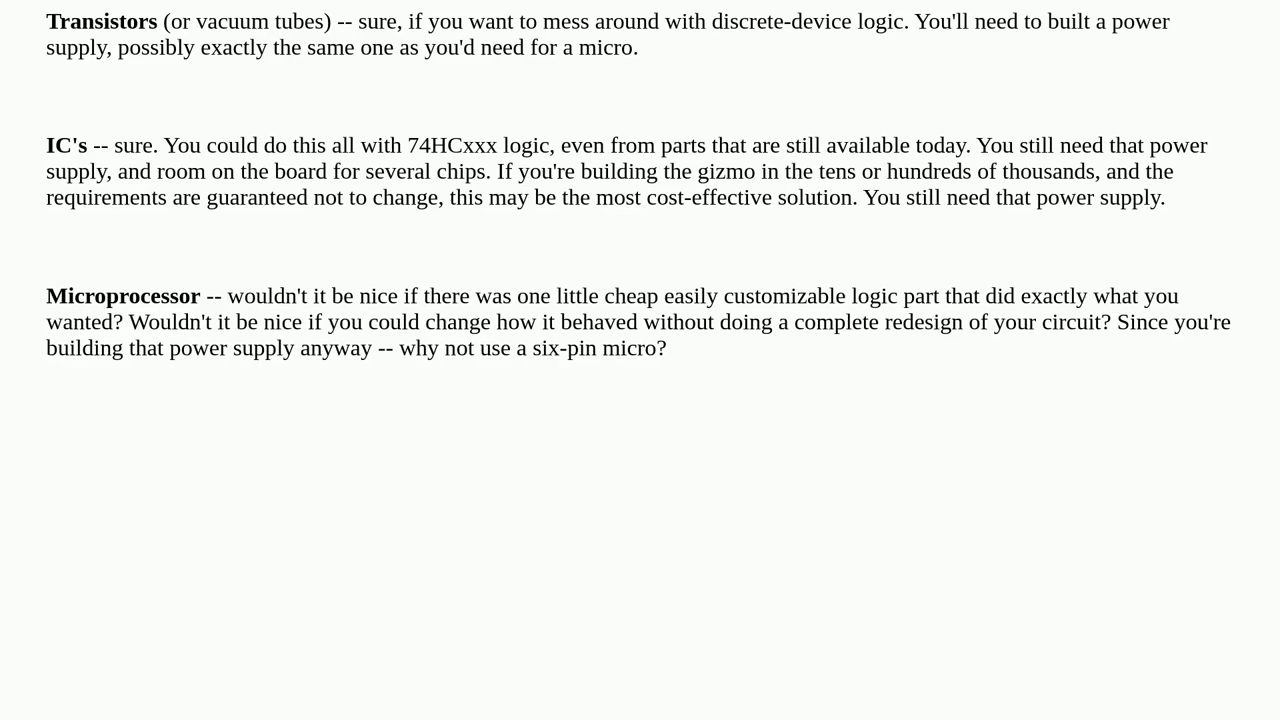 Transistors (or vacuum tubes) -- sure, if you want to mess around with discrete-device logic. You'll need to built a power
supply, possibly exactly the same one as you'd need for a micro.
IC's -- sure. You could do this all with 74HCxxx logic, even from parts that are still available today. You still need that power
supply, and room on the board for several chips. If you're building the gizmo in the tens or hundreds of thousands, and the
requirements are guaranteed not to change, this may be the most cost-effective solution. You still need that power supply.
Microprocessor -- wouldn't it be nice if there was one little cheap easily customizable logic part that did exactly what you
wanted? Wouldn't it be nice if you could change how it behaved without doing a complete redesign of your circuit? Since you're
building that power supply anyway -- why not use a six-pin micro?